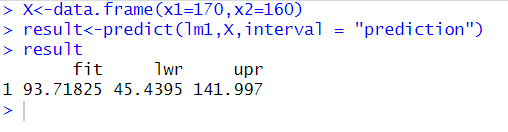 > X<-data.frame(x1=170,x2=160)
> result<-predict(lm1,X,interval = "prediction")
> result
       fit     lwr     upr
1 93.71825 45.4395 141.997
>